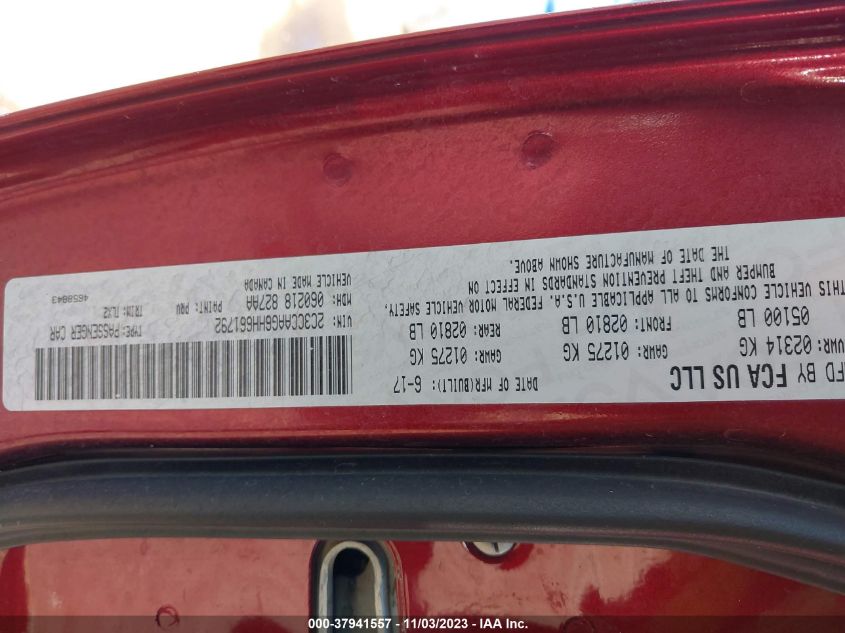 MFD BY FCA US LLC
DATE OF MFR(BUILT): 6-17
GVWR: 02314 KG
05100 LB
GAWR: 01275 KG
FRONT: 02810 LB
GAWR: 01275 KG
REAR: 02810 LB
THIS VEHICLE CONFORMS TO ALL APPLICABLE U.S.A. FEDERAL MOTOR VEHICLE SAFETY,
BUMPER AND THEFT PREVENTION STANDARDS IN EFFECT ON
THE DATE OF MANUFACTURE SHOWN ABOVE.
VIN: 2C3CCAAG6HH661792
TYPE: PASSENGER CAR
MDH: 060218 827AA
PAINT: PRV
TRIM: TLX2
VEHICLE MADE IN CANADA
4658843
000-37941557 - 11/03/2023 - IAA Inc.